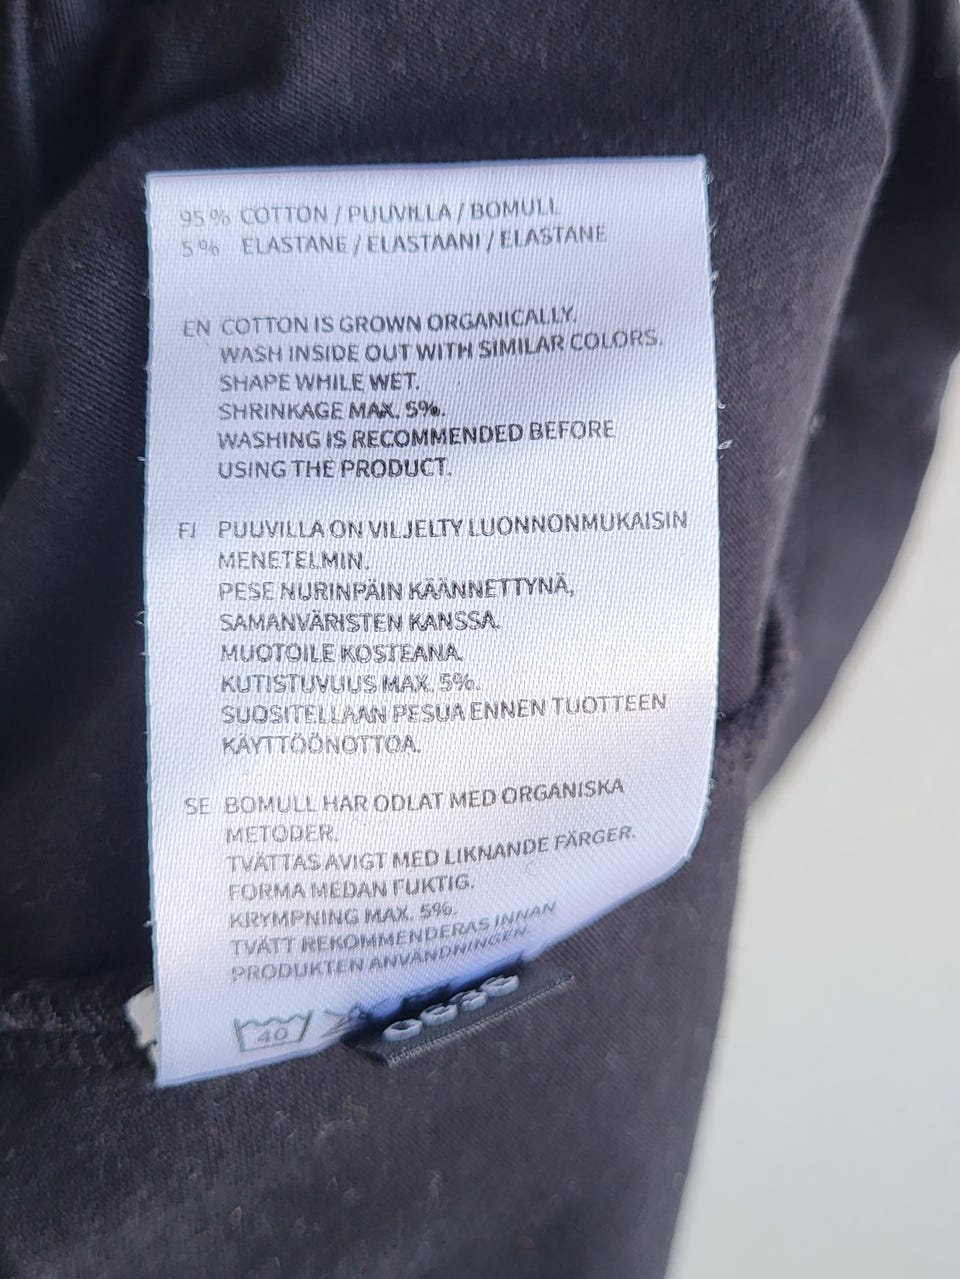 95% COTTON / PUUVILLA / BOMULL
5% ELASTANE / ELASTAANI / ELASTANE
EN COTTON IS GROWN ORGANICALLY.
WASH INSIDE OUT WITH SIMILAR COLORS.
SHAPE WHILE WET.
SHRINKAGE MAX. 5%.
WASHING IS RECOMMENDED BEFORE
USING THE PRODUCT.
FI PUUVILLA ON VILJELTY LUONNONMUKAISIN
MENETELMIN.
PESE NURINPÄIN KÄÄNNETTYNÄ,
SAMANVÄRISTEN KANSSA.
MUOTOILE KOSTEANA.
KUTISTUVUUS MAX. 5%.
SUOSITELLAAN PESUA ENNEN TUOTTEEN
KÄYTTÖÖNOTTOA.
SE BOMULL HAR ODLAT MED ORGANISKA
METODER.
TVÄTTAS AVIGT MED LIKNANDE FÄRGER.
FORMA MEDAN FUKTIG.
KRYMPNING MAX. 5%.
TVÄTT REKOMMENDERAS INNAN
PRODUKTEN ANVÄNDNINGEN.
40